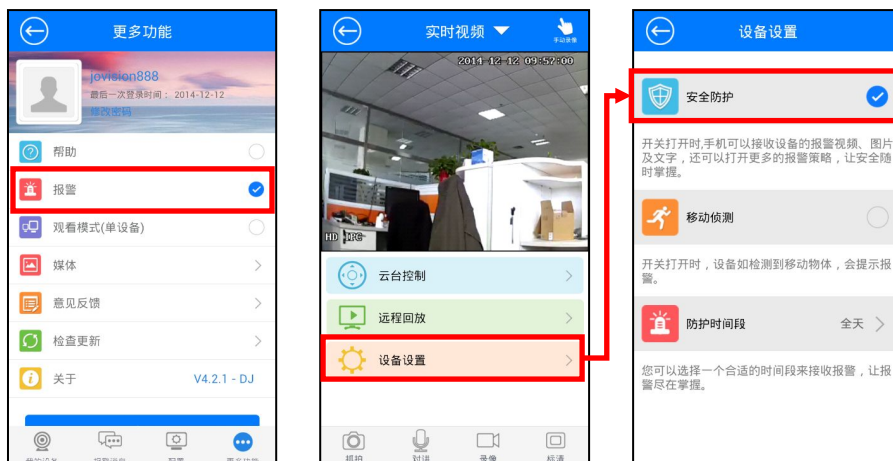 更多功能
jovision888
最后一次登录时间: 2014-12-12
修改密码
帮助
报警
观看模式(单设备)
媒体
意见反馈
检查更新
关于
V4.2.1 - DJ
更多功能
实时视频
手动录像
2014-12-12 09:57:00
HD IPC
云台控制
远程回放
设备设置
抓拍
对讲
录像
标清
设备设置
安全防护
开关打开时,手机可以接收设备的报警视频、图片
及文字，还可以打开更多的报警策略，让安全随
时掌握。
移动侦测
开关打开时，设备如检测到移动物体，会提示报
警。
防护时间段
全天
您可以选择一个合适的时间段来接收报警，让报
警尽在掌握。